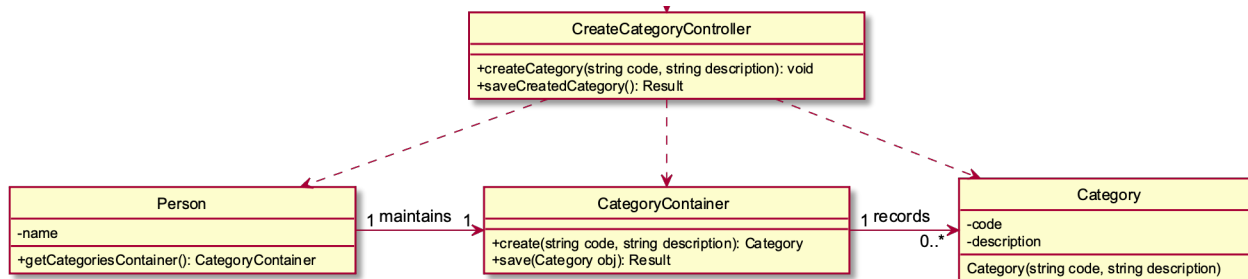 CreateCategoryController
+createCategory(string code, string description): void
+saveCreatedCategory(): Result
Person
-name
+getCategoriesContainer(): CategoryContainer
1 maintains 1
CategoryContainer
+create(string code, string description): Category
+save(Category obj): Result
1 records
0..*
Category
-code
-description
Category(string code, string description)